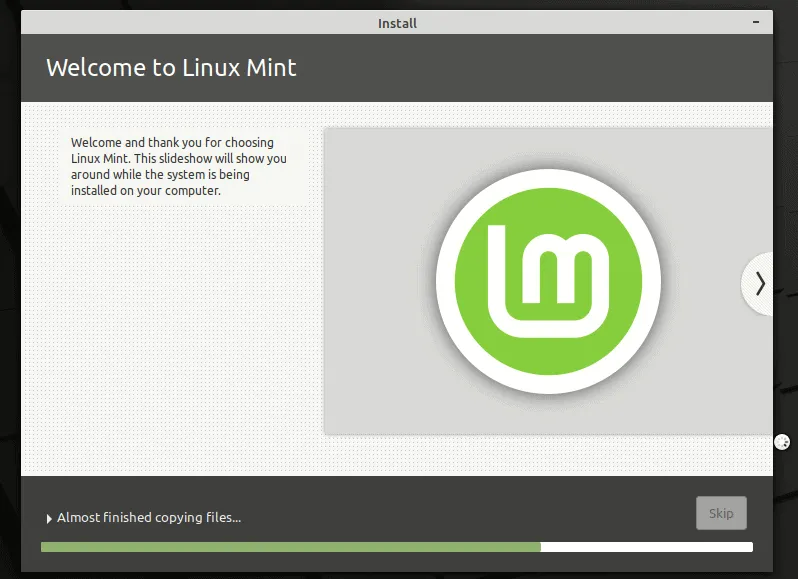 Install
Welcome to Linux Mint
Welcome and thank you for choosing
Linux Mint. This slideshow will show you
around while the system is being
installed on your computer.
Almost finished copying files...
Skip